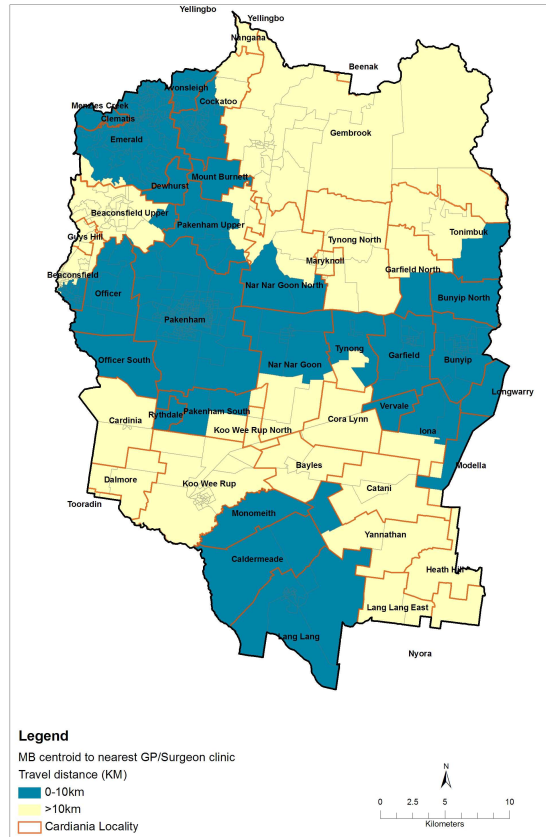 Yellingbo
Yellingbo
Nangana
Beenak
Avonsleigh
Cockatoo
Menzies Creek
Clematis
Emerald
Gembrook
Mount Burnett
Dewhurst
Beaconsfield Upper
Pakenham Upper
Tonimbuk
Guys Hill
Tynong North
Maryknoll
Garfield North
Beaconsfield
Nar Nar Goon North
Officer
Bunyip North
Pakenham
Tynong
Garfield
Bunyip
Officer South
Nar Nar Goon
Longwarry
Vervale
Rythdale
Pakenham South
Cardinia
Cora Lynn
Koo Wee Rup North
Iona
Bayles
Modella
Dalmore
Koo Wee Rup
Catani
Tooradin
Monomeith
Yannathan
Caldermeade
Heath Hill
Lang Lang East
Lang Lang
Nyora
Legend
MB centroid to nearest GP/Surgeon clinic
Travel distance (KM)
0-10km
>10km
Cardiania Locality
N
0 2.5 5 10
Kilometers